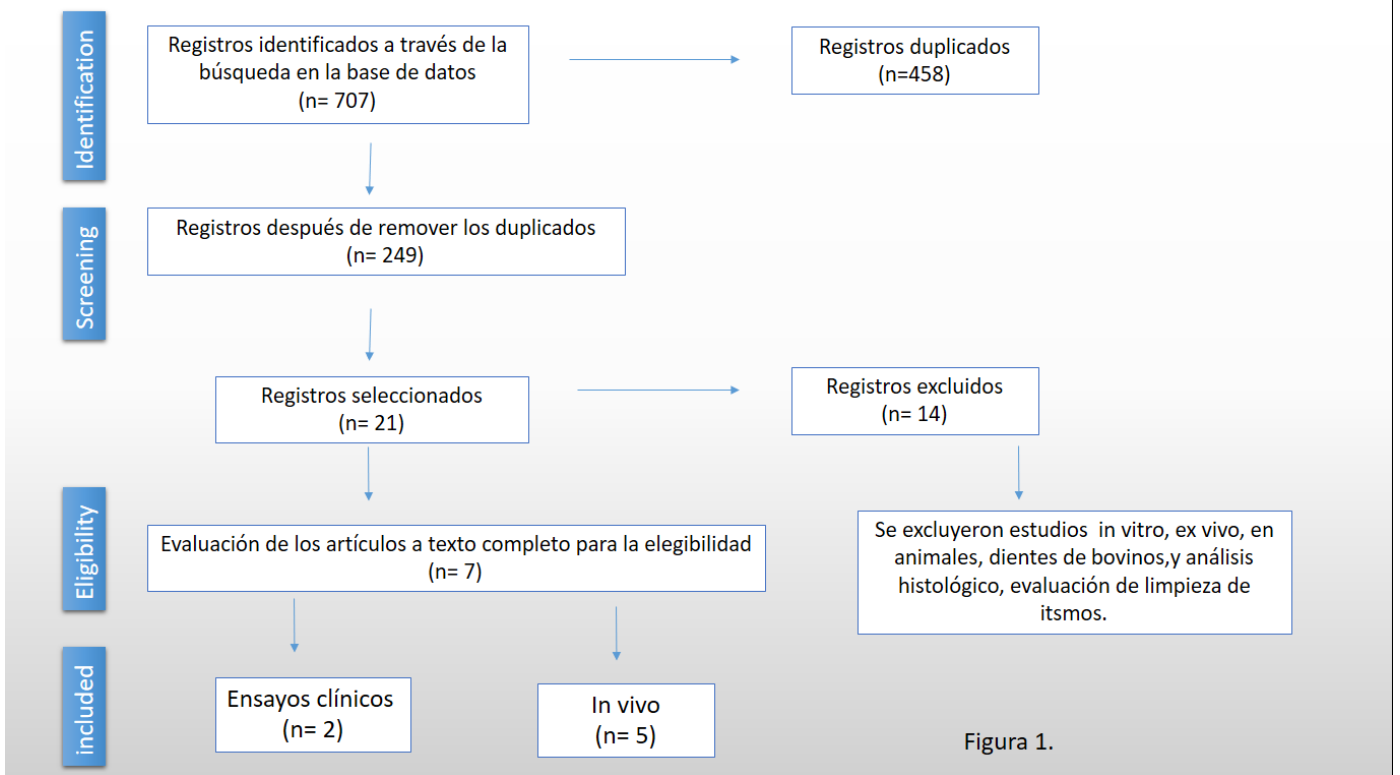 Identification
Registros identificados a través de la
búsqueda en la base de datos
(n= 707)
Registros duplicados
(n=458)
Screening
Registros después de remover los duplicados
(n= 249)
Registros seleccionados
(n= 21)
Registros excluidos
(n= 14)
Eligibility
Evaluación de los artículos a texto completo para la elegibilidad
(n= 7)
Se excluyeron estudios in vitro, ex vivo, en
animales, dientes de bovinos,y análisis
histológico, evaluación de limpieza de
itsmos.
included
Ensayos clínicos
(n= 2)
In vivo
(n= 5)
Figura 1.